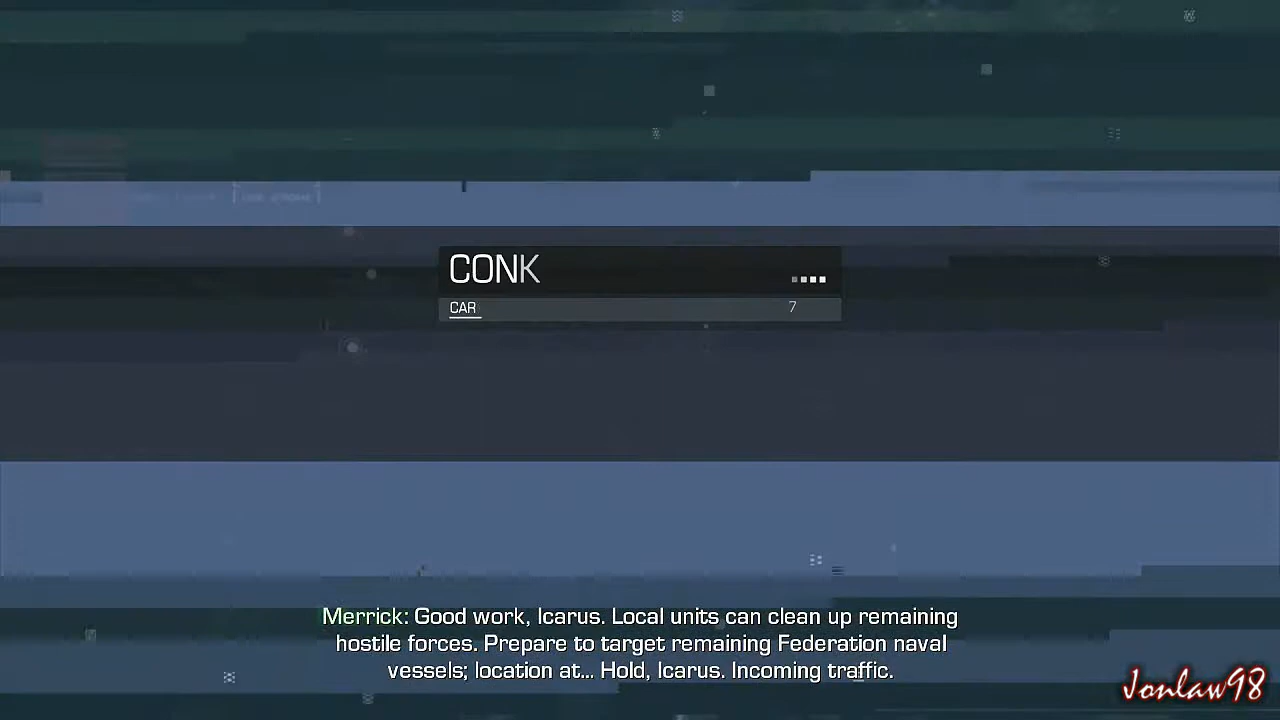 CONK
CAR 7
Merrick: Good work, Icarus. Local units can clean up remaining
hostile forces. Prepare to target remaining Federation naval
vessels; location at... Hold, Icarus. Incoming traffic.
Jonlaw98